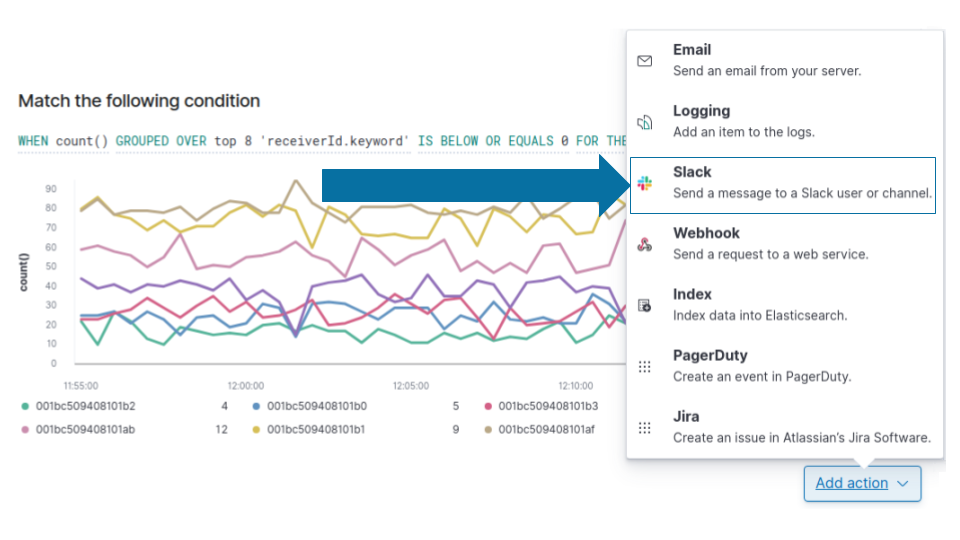 Match the following condition
WHEN count() GROUPED OVER top 8 'receiverId.keyword' IS BELOW OR EQUALS 0 FOR THE
count()
90
80
70
60
50
40
30
20
10
0
11:55:00 12:00:00 12:05:00 12:10:00
001bc509408101b2 4 001bc509408101b0 5 001bc509408101b3
001bc509408101ab 12 001bc509408101b1 9 001bc509408101af
Email
Send an email from your server.
Logging
Add an item to the logs.
Slack
Send a message to a Slack user or channel.
Webhook
Send a request to a web service.
Index
Index data into Elasticsearch.
PagerDuty
Create an event in PagerDuty.
Jira
Create an issue in Atlassian’s Jira Software.
Add action